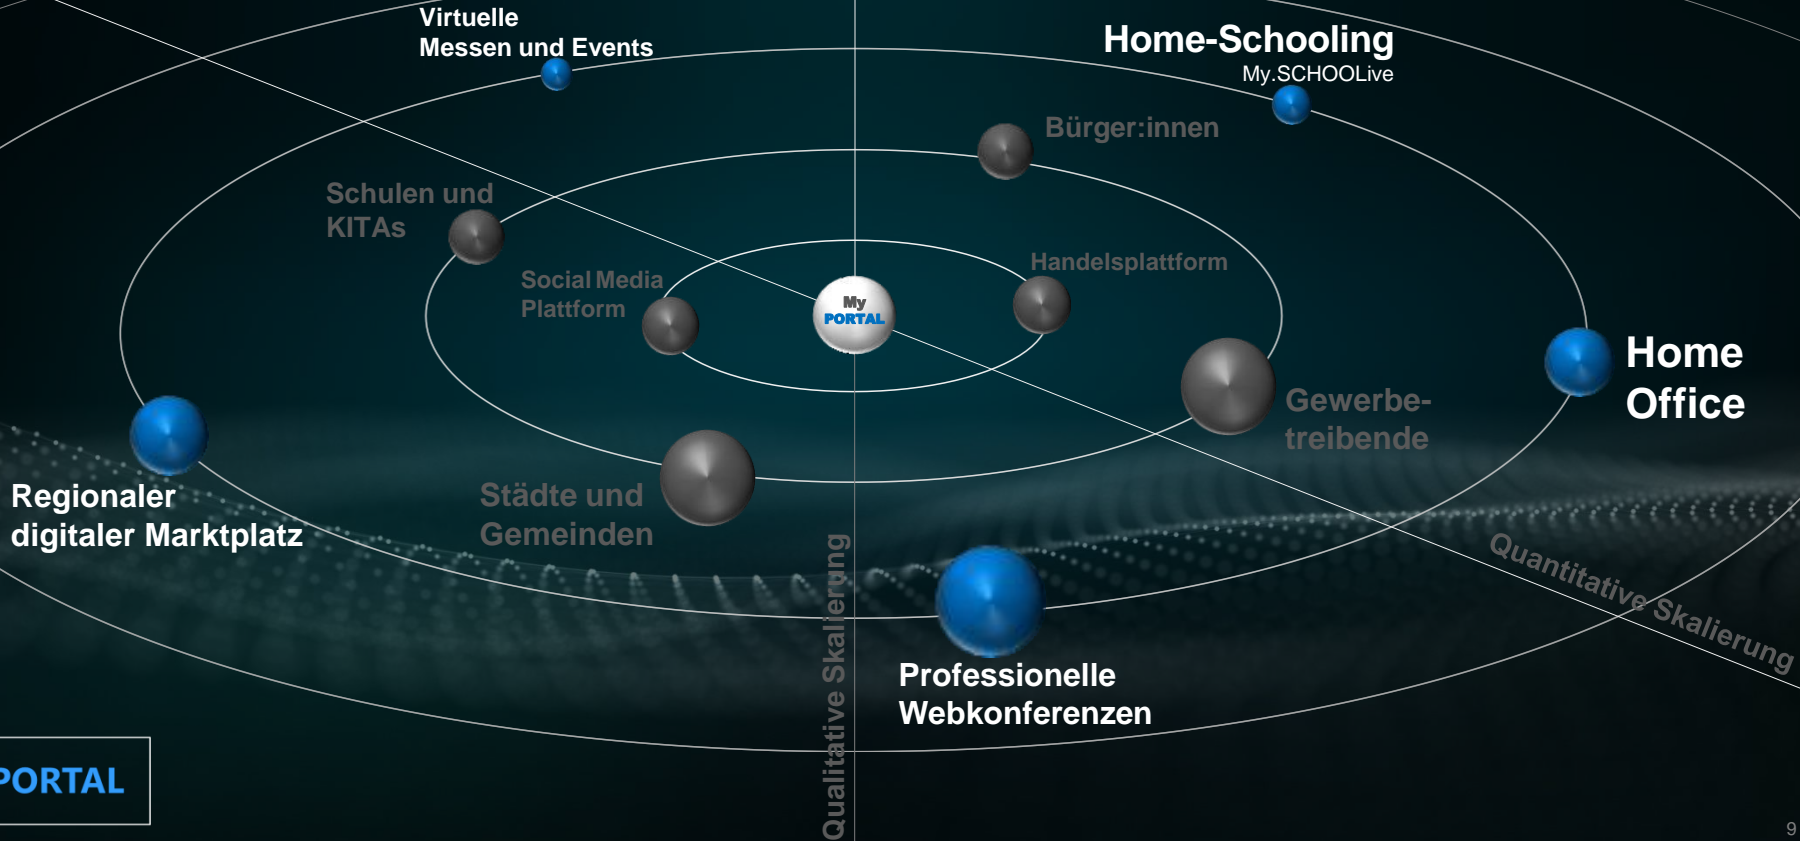 Virtuelle
Messen und Events
Home-Schooling
My.SCHOOLive
Bürger:innen
Schulen und
KITAs
Social Media
Plattform
Handelsplattform
My
PORTAL
Home
Office
Gewerbe-
treibende
Regionaler
digitaler Marktplatz
Städte und
Gemeinden
Quantitative Skalierung
Qualitative Skalierung
Professionelle
Webkonferenzen
PORTAL
9